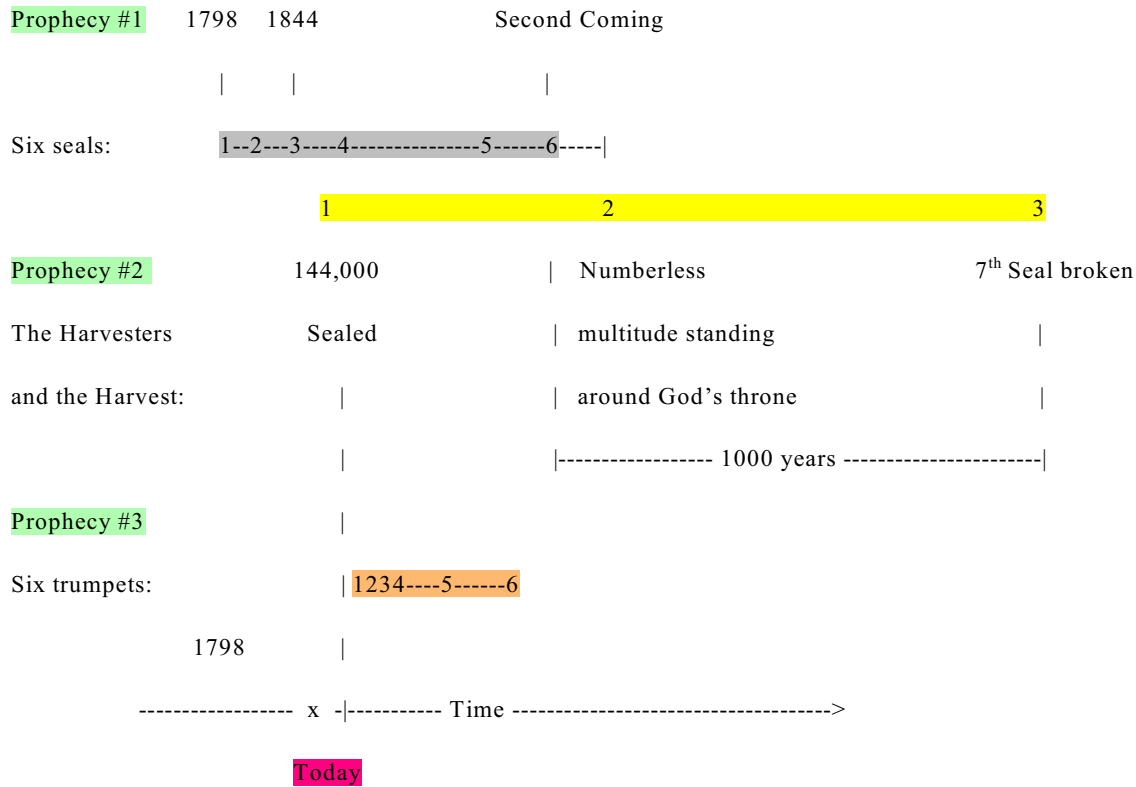 Prophecy #1 1798 1844 Second Coming
| | |
Six seals: 1--2---3----4---------------5------6-----|
1 2 3
Prophecy #2 144,000 | Numberless 7th Seal broken
The Harvesters Sealed | multitude standing |
and the Harvest: | | around God's throne |
| |------------------ 1000 years -----------------------|
Prophecy #3 |
Six trumpets: | 1234----5------6
1798 |
------------------ x -|----------- Time ------------------------------------->
Today